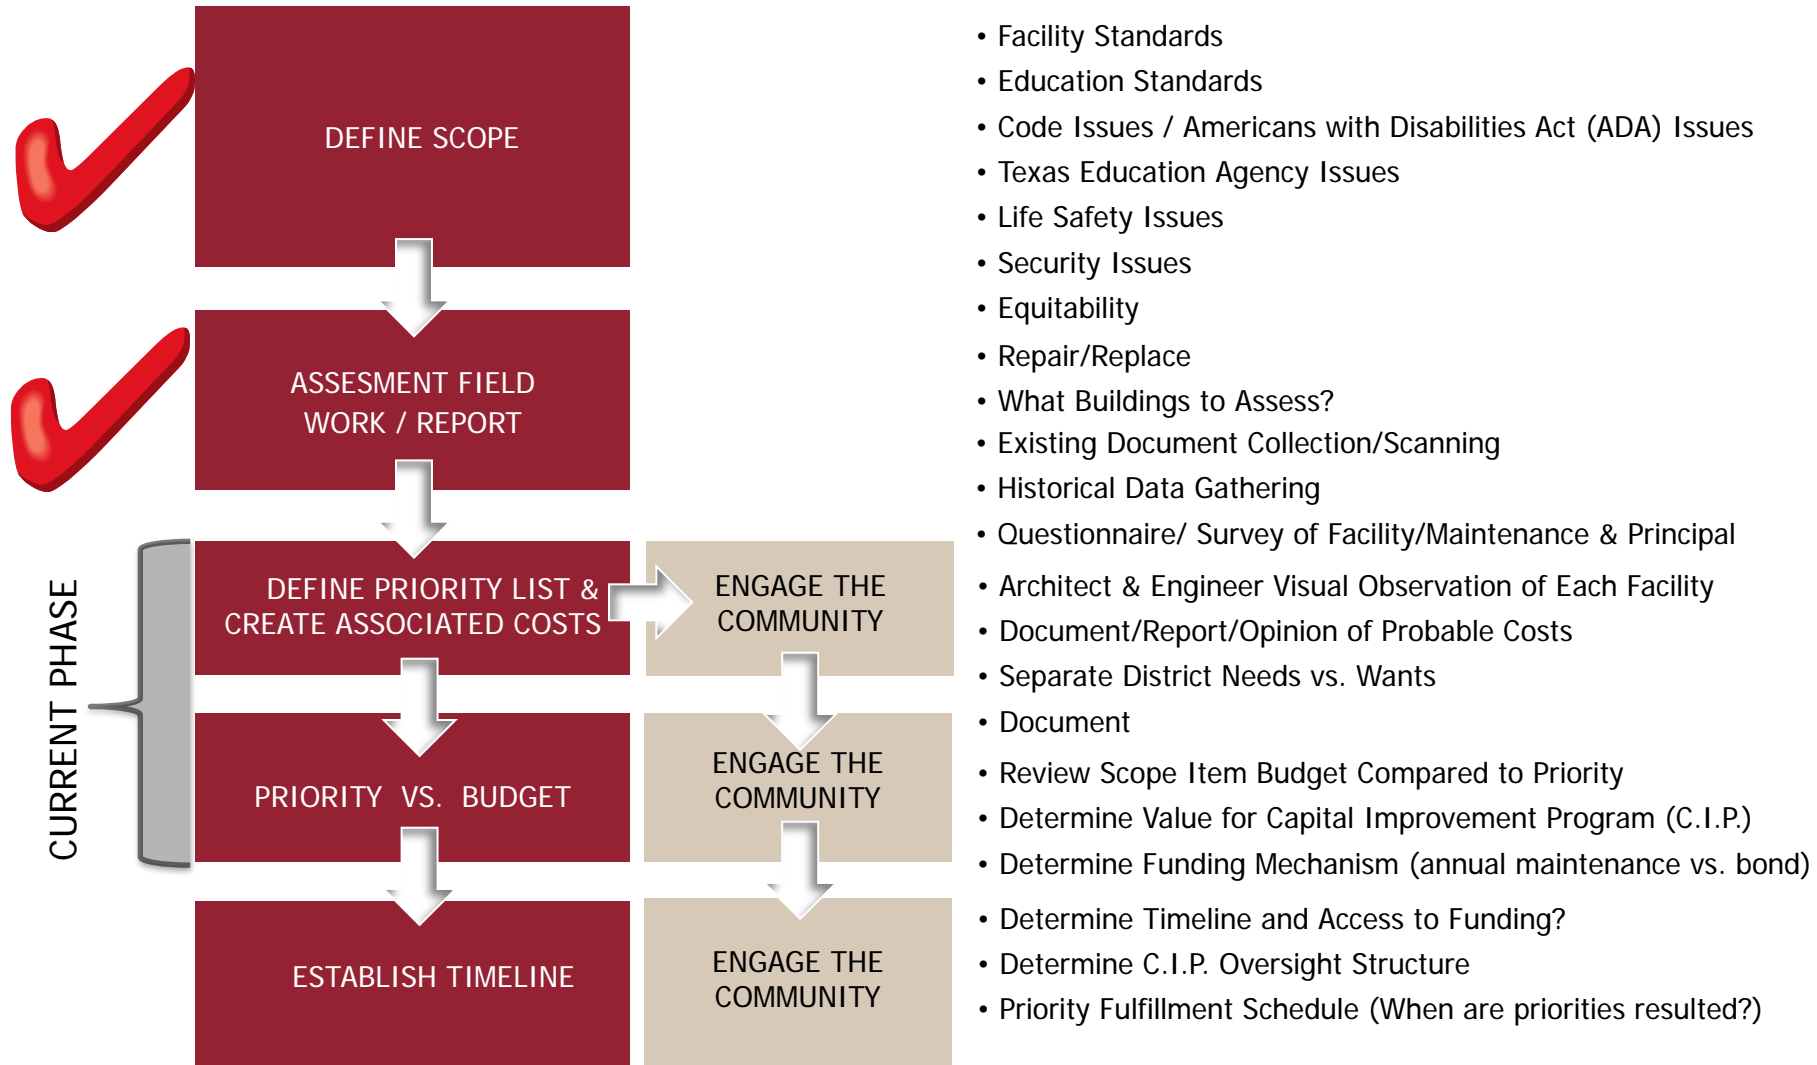 DEFINE SCOPE
ASSESMENT FIELD
WORK / REPORT
CURRENT PHASE
DEFINE PRIORITY LIST &
CREATE ASSOCIATED COSTS
ENGAGE THE
COMMUNITY
PRIORITY VS. BUDGET
ENGAGE THE
COMMUNITY
ESTABLISH TIMELINE
ENGAGE THE
COMMUNITY
• Facility Standards
• Education Standards
• Code Issues / Americans with Disabilities Act (ADA) Issues
• Texas Education Agency Issues
• Life Safety Issues
• Security Issues
• Equitability
• Repair/Replace
• What Buildings to Assess?
• Existing Document Collection/Scanning
• Historical Data Gathering
• Questionnaire/ Survey of Facility/Maintenance & Principal
• Architect & Engineer Visual Observation of Each Facility
• Document/Report/Opinion of Probable Costs
• Separate District Needs vs. Wants
• Document
• Review Scope Item Budget Compared to Priority
• Determine Value for Capital Improvement Program (C.I.P.)
• Determine Funding Mechanism (annual maintenance vs. bond)
• Determine Timeline and Access to Funding?
• Determine C.I.P. Oversight Structure
• Priority Fulfillment Schedule (When are priorities resulted?)